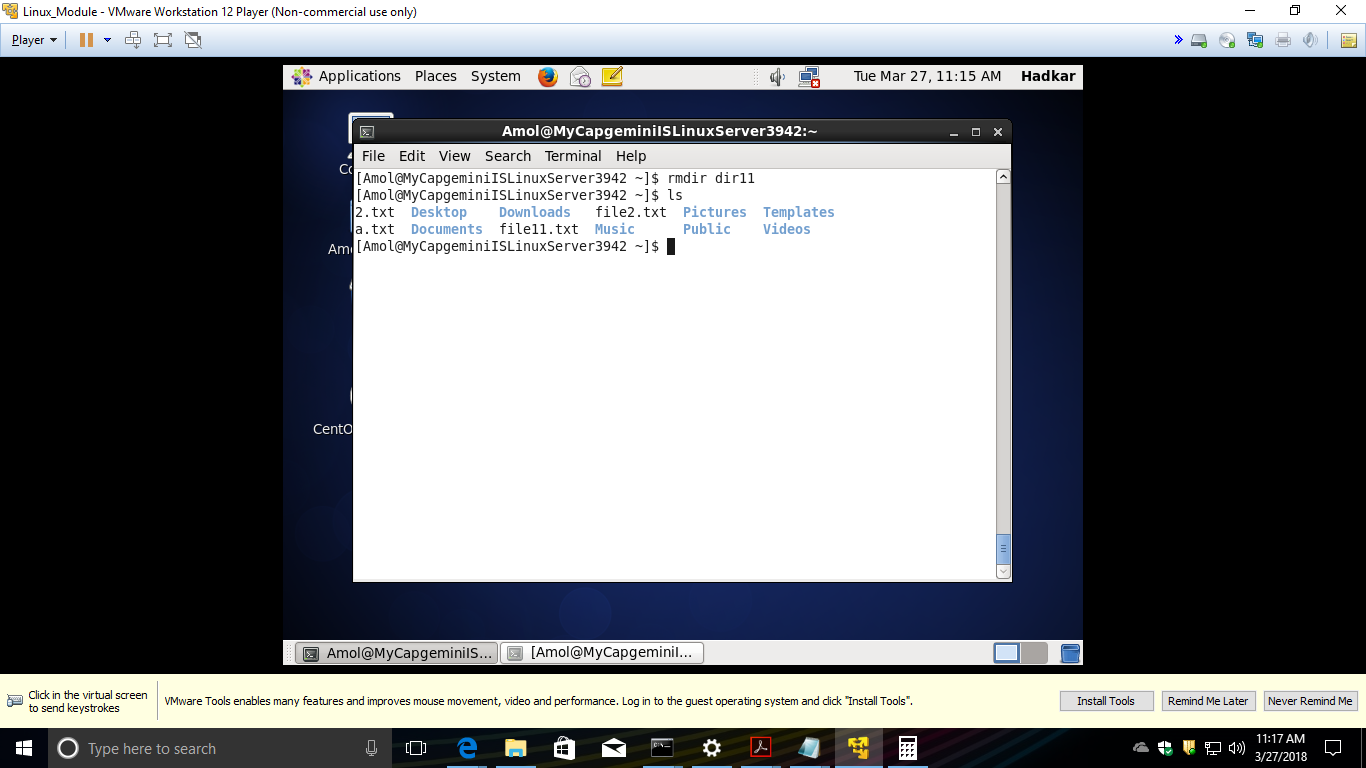 Linux_Module - VMware Workstation 12 Player (Non-commercial use only)
Player
Applications Places System Tue Mar 27, 11:15 AM Hadkar
Amol@MyCapgeminiISLinuxServer3942:~
File Edit View Search Terminal Help
[Amol@MyCapgeminiISLinuxServer3942 ~]$ rmdir dir11
[Amol@MyCapgeminiISLinuxServer3942 ~]$ ls
2.txt Desktop Downloads file2.txt Pictures Templates
a.txt Documents file11.txt Music Public Videos
[Amol@MyCapgeminiISLinuxServer3942 ~]$
Co
Amo
CentO
Amol@MyCapgeminiIS... [Amol@MyCapgeminiI...
Click in the virtual screen
to send keystrokes
VMware Tools enables many features and improves mouse movement, video and performance. Log in to the guest operating system and click "Install Tools".
Install Tools Remind Me Later Never Remind Me
Type here to search
11:17 AM
3/27/2018